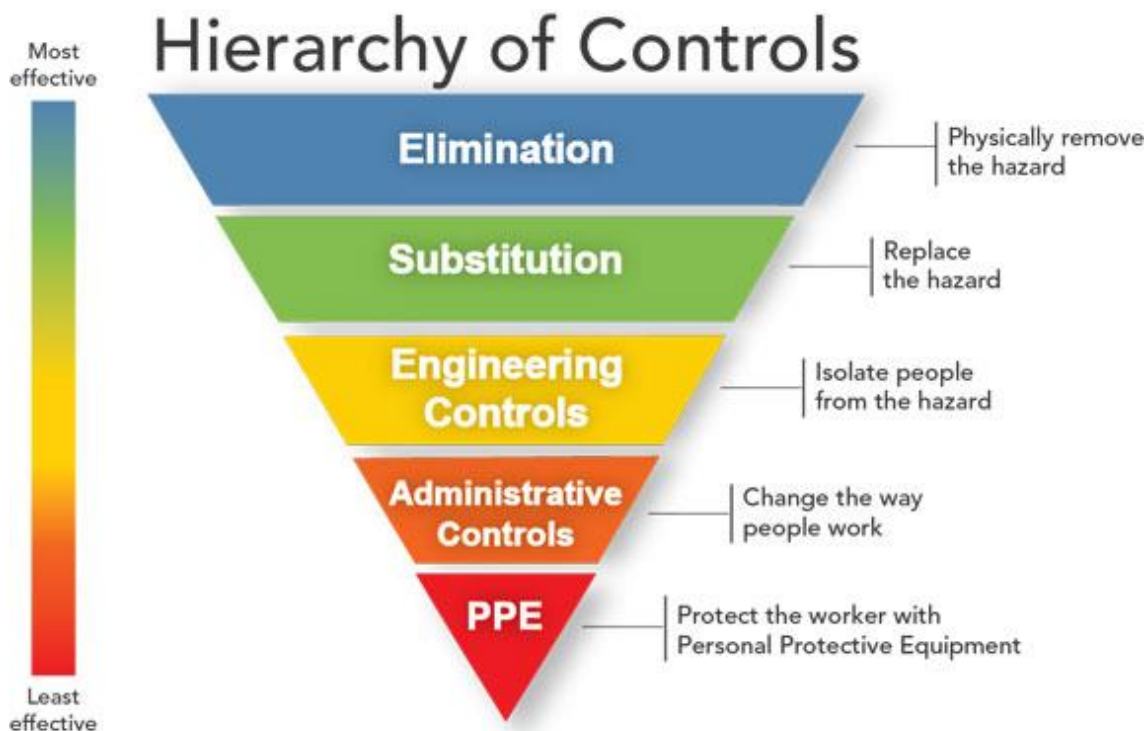 Hierarchy of Controls
Most
effective
Elimination
Physically remove
the hazard
Substitution
Replace
the hazard
Engineering
Controls
Isolate people
from the hazard
Administrative
Controls
Change the way
people work
PPE
Protect the worker with
Personal Protective Equipment
Least
effective